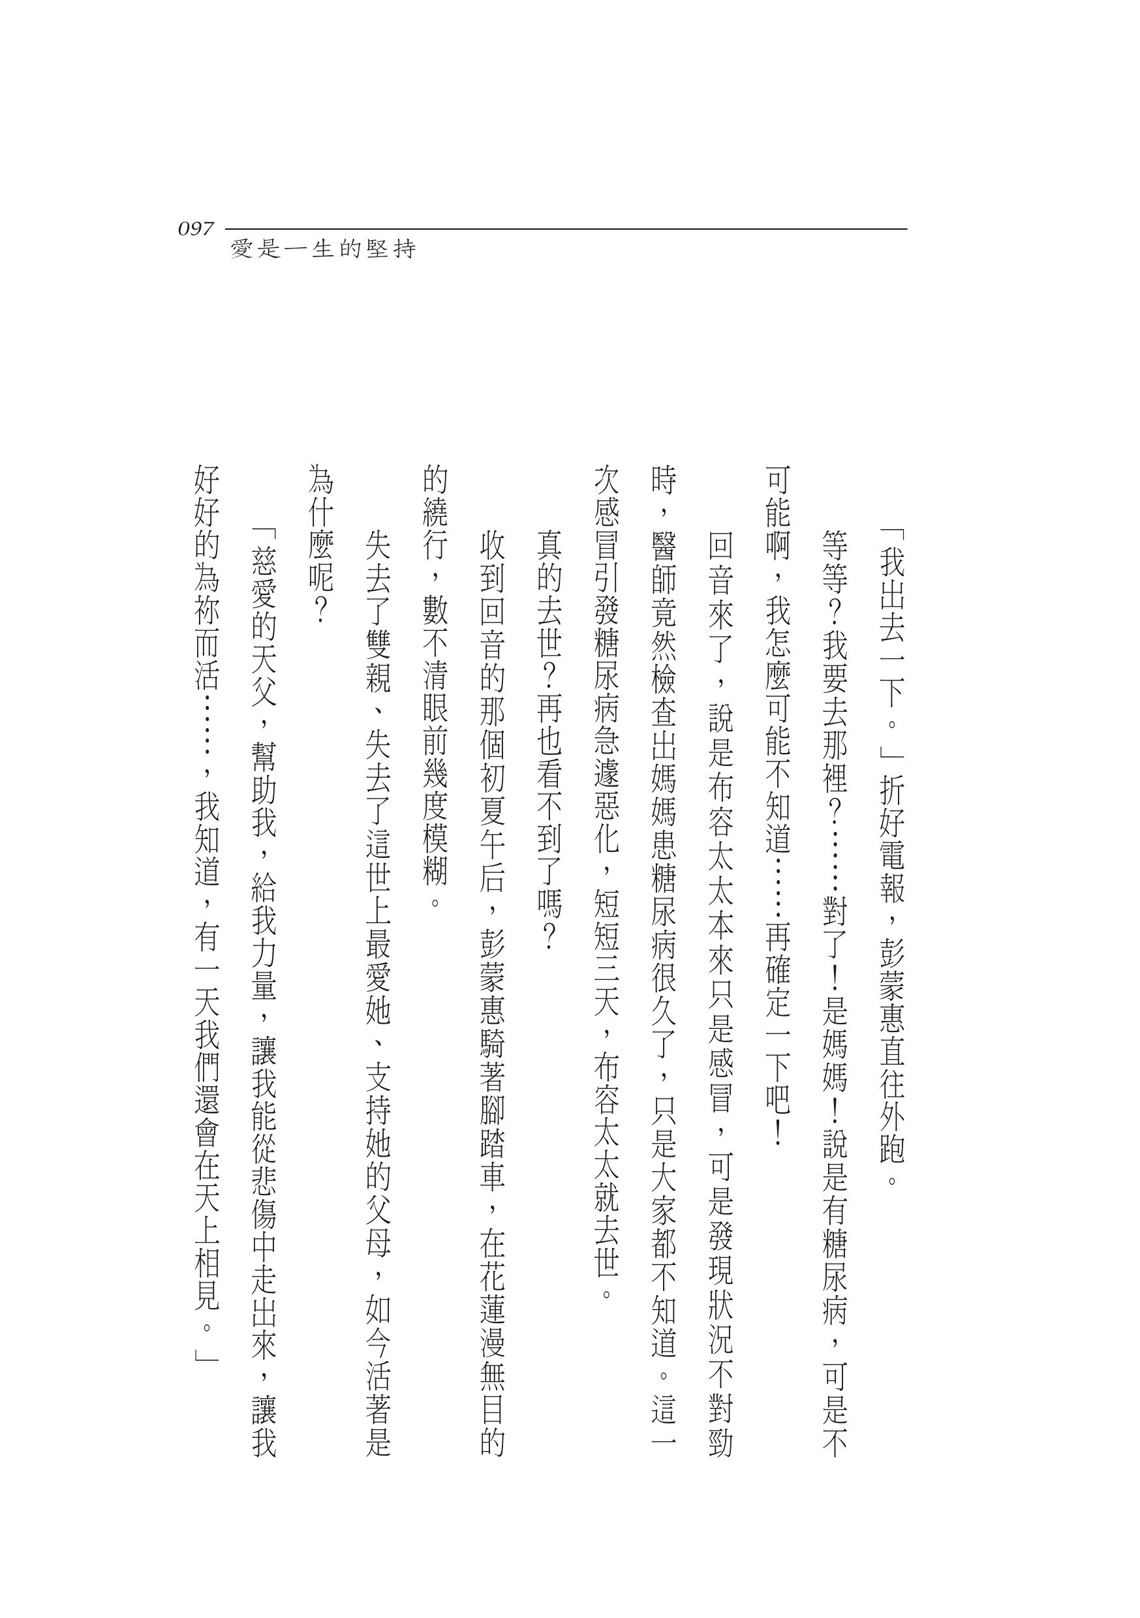 097
愛是一生的堅持
「我出去一下。」折好電報，彭蒙惠直往外跑。
等等？我要去那裡？……對了！是媽媽！說是有糖尿病，可是不
可能啊，我怎麼可能不知道……再確定一下吧！
回音來了，說是布容太太本來只是感冒，可是發現狀況不對勁
時，醫師竟然檢查出媽媽患糖尿病很久了，只是大家都不知道。這一
次感冒引發糖尿病急遽惡化，短短三天，布容太太就去世。
真的去世？再也看不到了嗎？
收到回音的那個初夏午后，彭蒙惠騎著腳踏車，在花蓮漫無目的
的繞行，數不清眼前幾度模糊。
失去了雙親、失去了這世上最愛她、支持她的父母，如今活著是
為什麼呢？
「慈愛的天父，幫助我，給我力量，讓我能從悲傷中走出來，讓我
好好的為祢而活……，我知道，有一天我們還會在天上相見。」